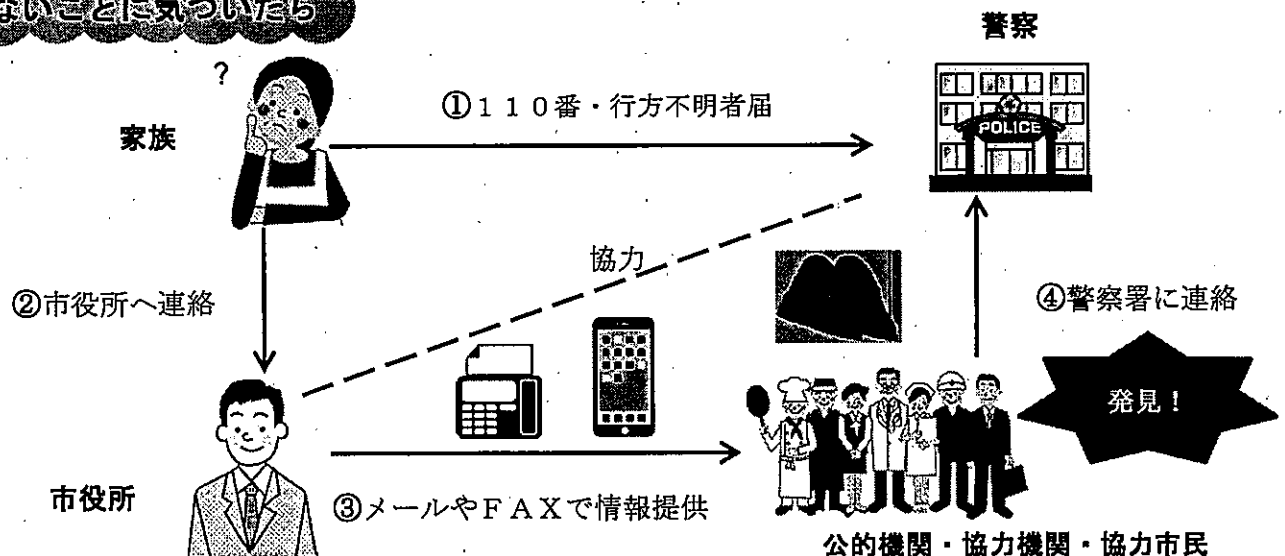 ないことに気づいたら
警察
?
①110番・行方不明者届
家族
POLICE
協力
②市役所へ連絡
④警察署に連絡
発見！
市役所
③メールやFAXで情報提供
公的機関・協力機関・協力市民